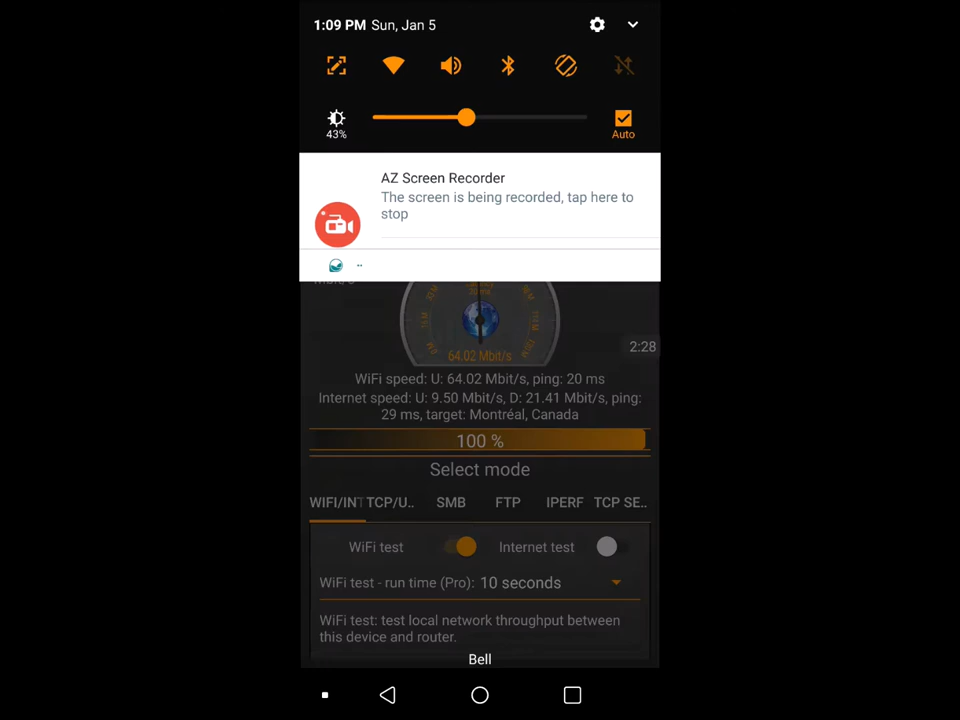 1:09 PM Sun, Jan 5
43%
Auto
AZ Screen Recorder
The screen is being recorded, tap here to
stop
64.02 Mbit/s
2:28
WiFi speed: U: 64.02 Mbit/s, ping: 20 ms
Internet speed: U: 9.50 Mbit/s, D: 21.41 Mbit/s, ping:
29 ms, target: Montréal, Canada
100 %
Select mode
WIFI/INT TCP/U.. SMB FTP IPERF TCP SE..
WiFi test Internet test
WiFi test - run time (Pro): 10 seconds
WiFi test: test local network throughput between
this device and router.
Bell